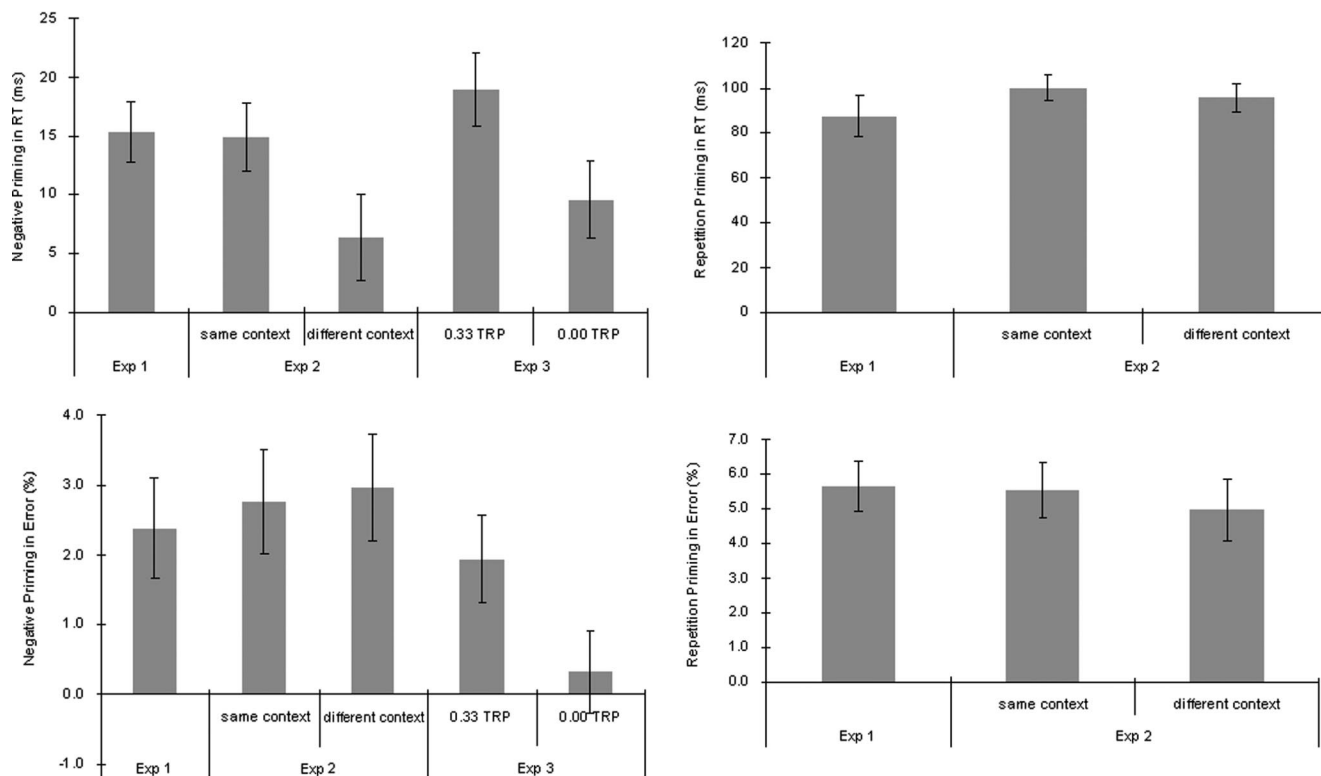 Negative Priming in RT (ms)
25
20
15
10
5
0
same context different context 0.33 TRP 0.00 TRP
Exp 1 Exp 2 Exp 3
Repetition Priming in RT (ms)
120
100
80
60
40
20
0
same context different context
Exp 1 Exp 2
Negative Priming in Error (%)
4.0
3.0
2.0
1.0
0.0
-1.0
same context different context 0.33 TRP 0.00 TRP
Exp 1 Exp 2 Exp 3
Repetition Priming in Error (%)
7.0
6.0
5.0
4.0
3.0
2.0
1.0
0.0
same context different context
Exp 1 Exp 2